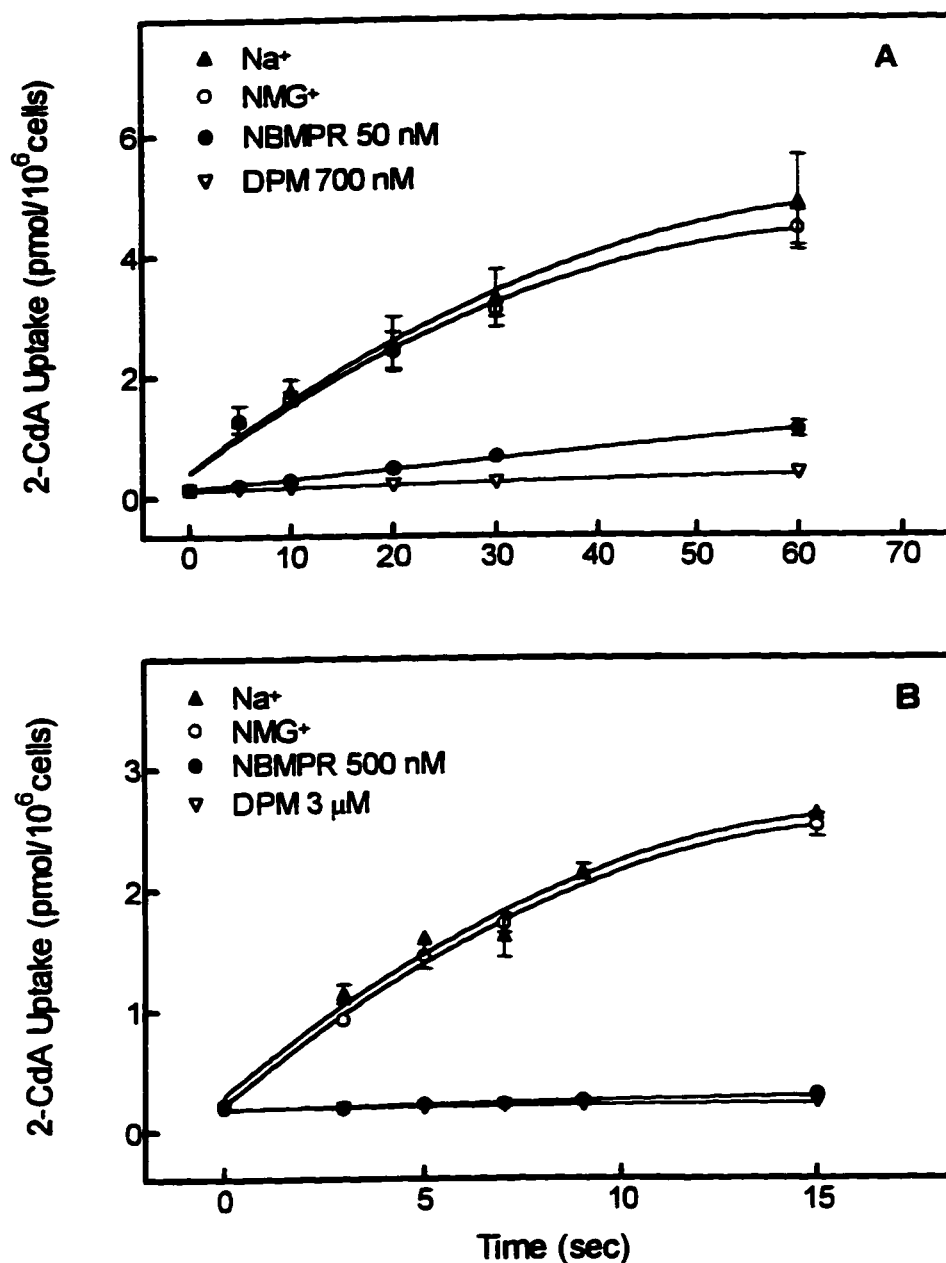 A
▲ Na⁺
○ NMG⁺
● NBMPR 50 nM
▽ DPM 700 nM
2-CdA Uptake (pmol/10⁶cells)
6
4
2
0
0 10 20 30 40 50 60 70
B
▲ Na⁺
○ NMG⁺
● NBMPR 500 nM
▽ DPM 3 μM
2-CdA Uptake (pmol/10⁶cells)
3
2
1
0
0 5 10 15
Time (sec)